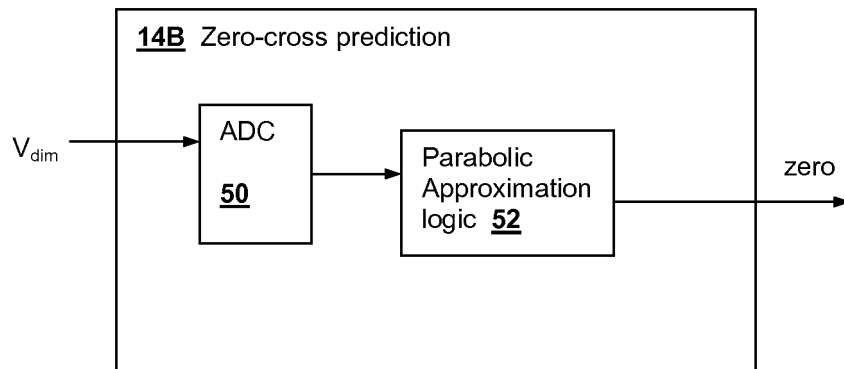 14B Zero-cross prediction
V_dim
ADC
50
Parabolic
Approximation
logic 52
zero